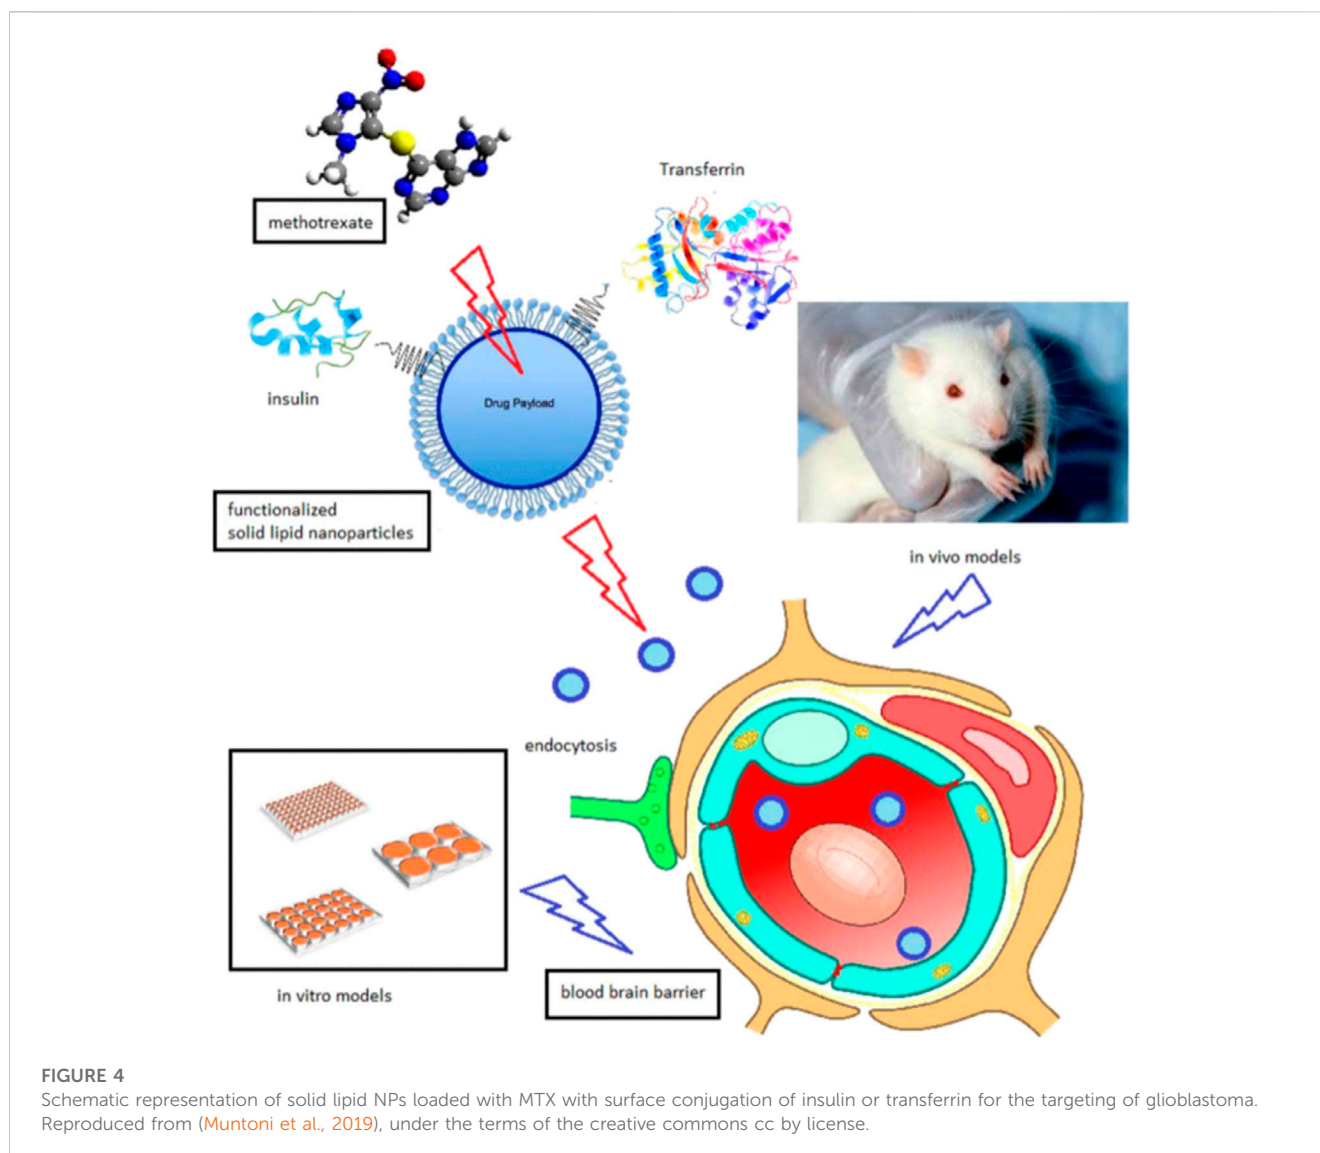 methotrexate
Transferrin
insulin
Drug Payload
functionalized
solid lipid nanoparticles
in vivo models
endocytosis
in vitro models
blood brain barrier
FIGURE 4
Schematic representation of solid lipid NPs loaded with MTX with surface conjugation of insulin or transferrin for the targeting of glioblastoma.
Reproduced from (Muntoni et al., 2019), under the terms of the creative commons cc by license.